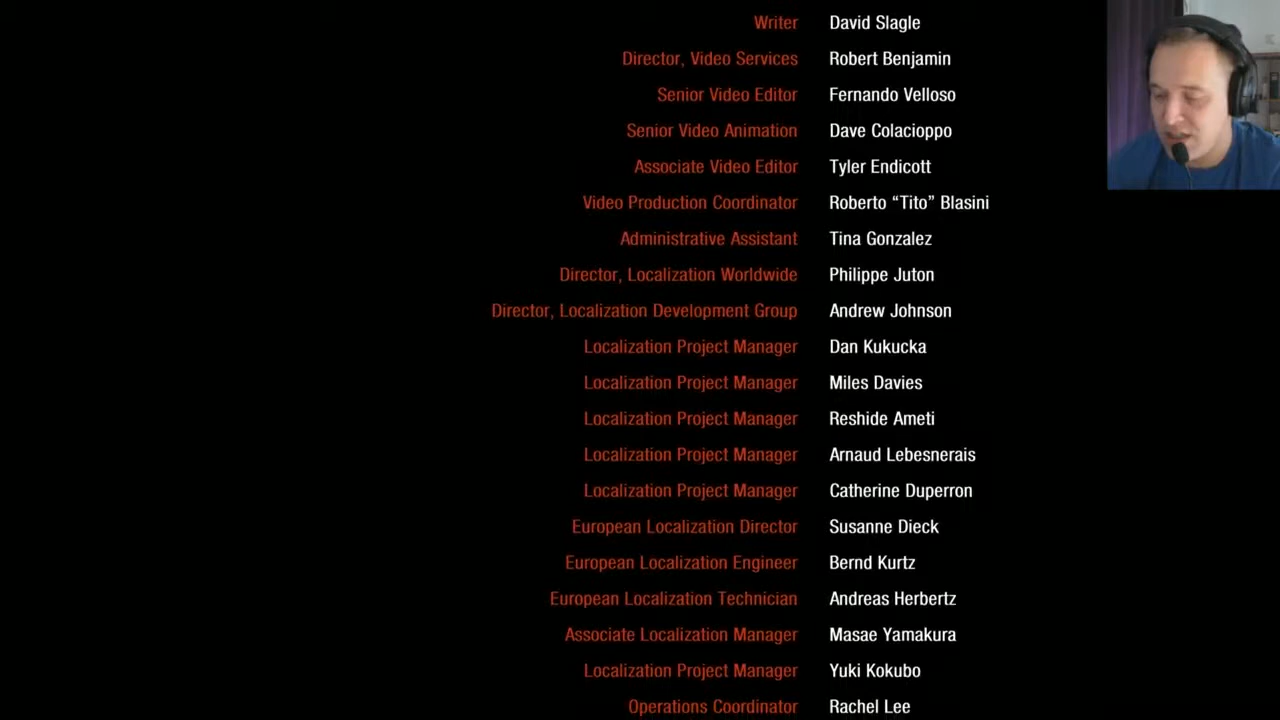 Writer David Slagle
Director, Video Services Robert Benjamin
Senior Video Editor Fernando Velloso
Senior Video Animation Dave Colacioppo
Associate Video Editor Tyler Endicott
Video Production Coordinator Roberto “Tito” Blasini
Administrative Assistant Tina Gonzalez
Director, Localization Worldwide Philippe Juton
Director, Localization Development Group Andrew Johnson
Localization Project Manager Dan Kukucka
Localization Project Manager Miles Davies
Localization Project Manager Reshide Ameti
Localization Project Manager Arnaud Lebesnerais
Localization Project Manager Catherine Duperron
European Localization Director Susanne Dieck
European Localization Engineer Bernd Kurtz
European Localization Technician Andreas Herbertz
Associate Localization Manager Masae Yamakura
Localization Project Manager Yuki Kokubo
Operations Coordinator Rachel Lee